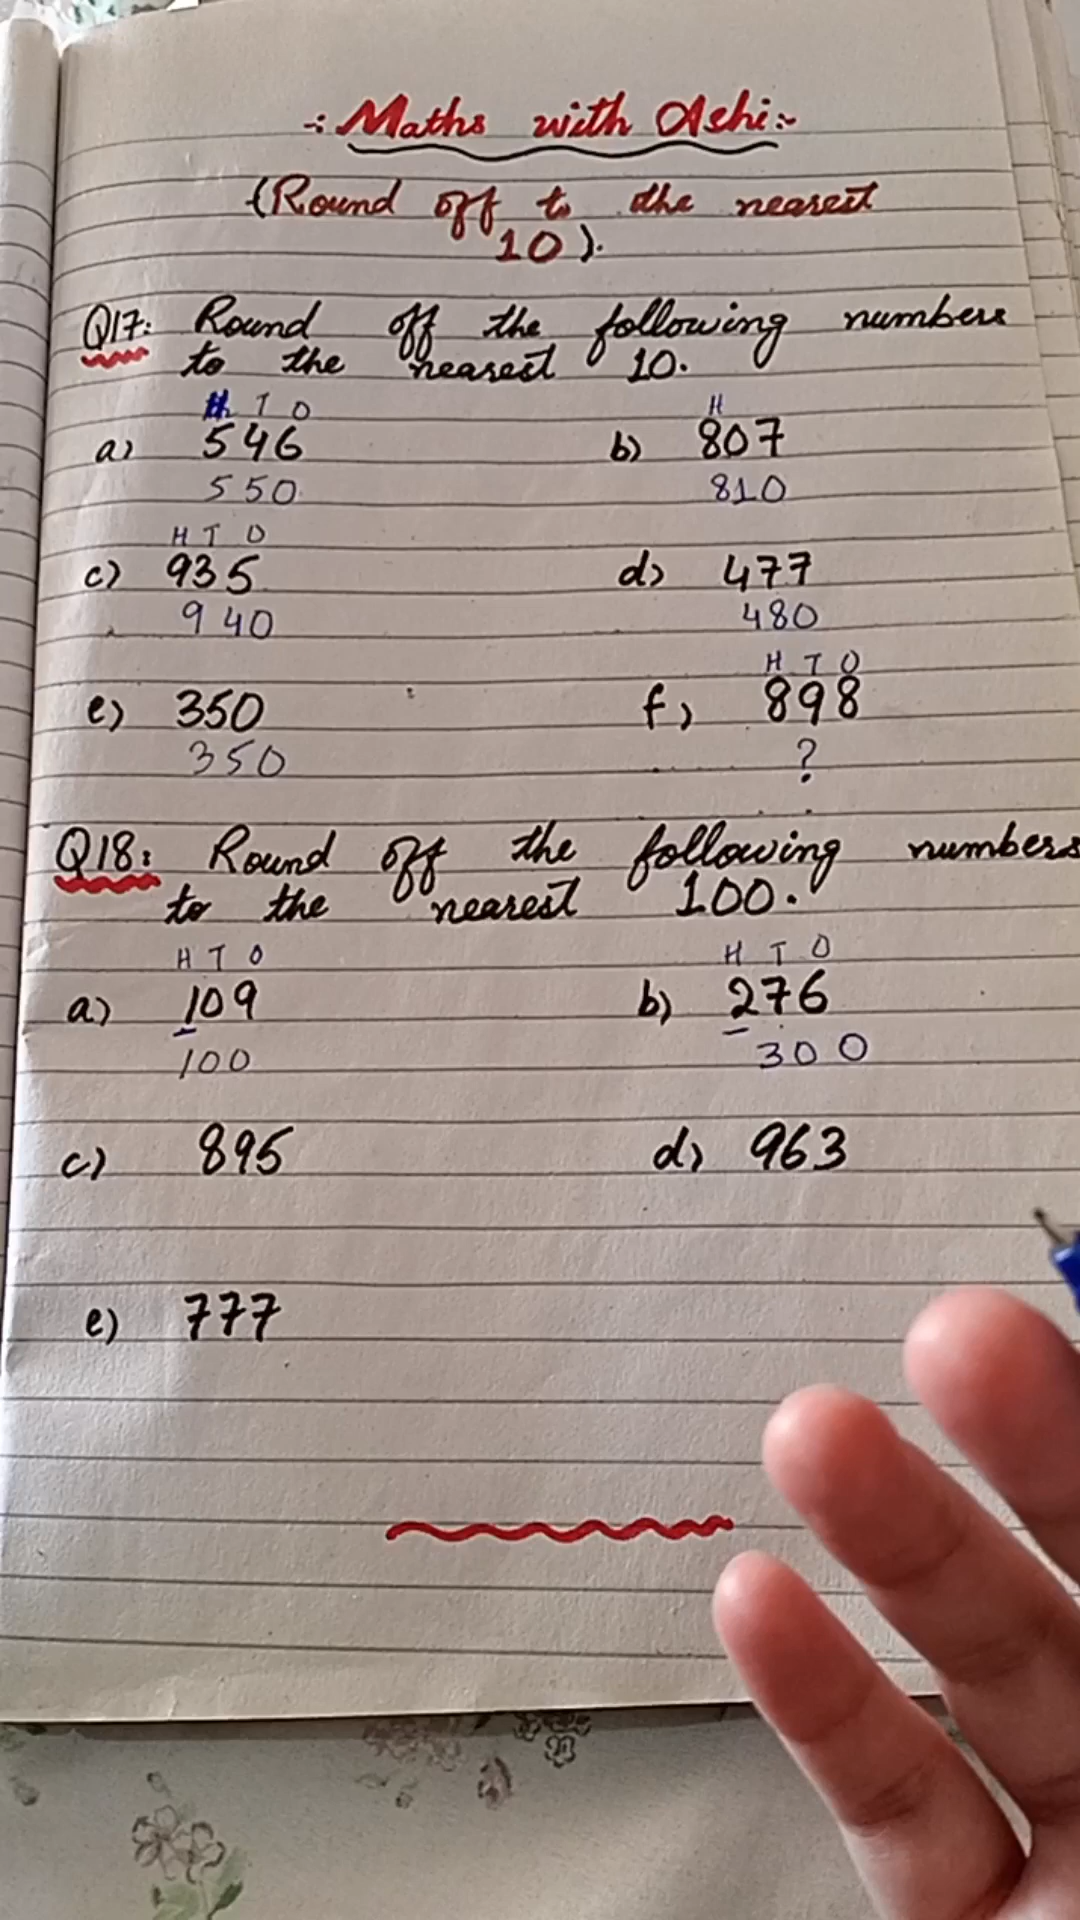 -: Maths with Ashi:-
(Round off to the nearest
10).
Q17: Round off the following numbers
to the nearest 10.
H T O H
a) 546 b) 807
550 810
H T O
c) 935 d) 477
940 480
H T O
e) 350 f) 898
350 ?
Q18: Round off the following numbers
to the nearest 100.
H T O H T O
a) 109 b) 276
100 300
c) 895 d) 963
e) 777